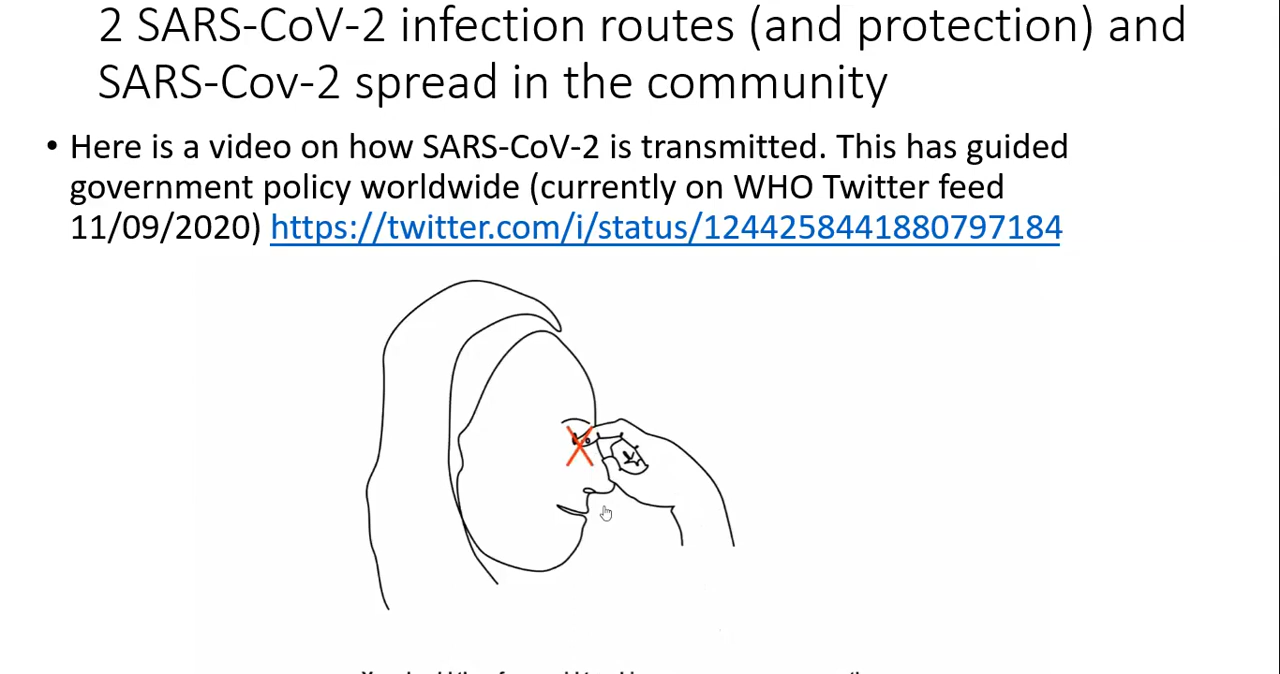 2 SARS-CoV-2 infection routes (and protection) and
SARS-Cov-2 spread in the community
• Here is a video on how SARS-CoV-2 is transmitted. This has guided
government policy worldwide (currently on WHO Twitter feed
11/09/2020) https://twitter.com/i/status/1244258441880797184